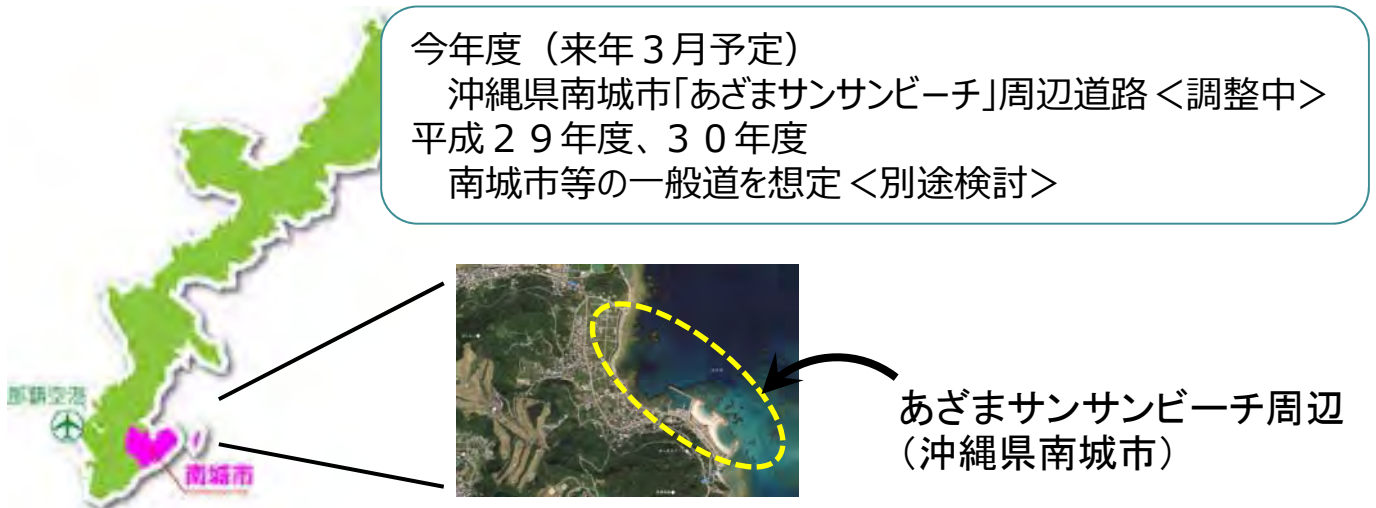 今年度（来年３月予定）
沖縄県南城市「あざまサンサンビーチ」周辺道路＜調整中＞
平成２９年度、３０年度
南城市等の一般道を想定＜別途検討＞
那覇空港
南城市
あざまサンサンビーチ周辺
（沖縄県南城市）